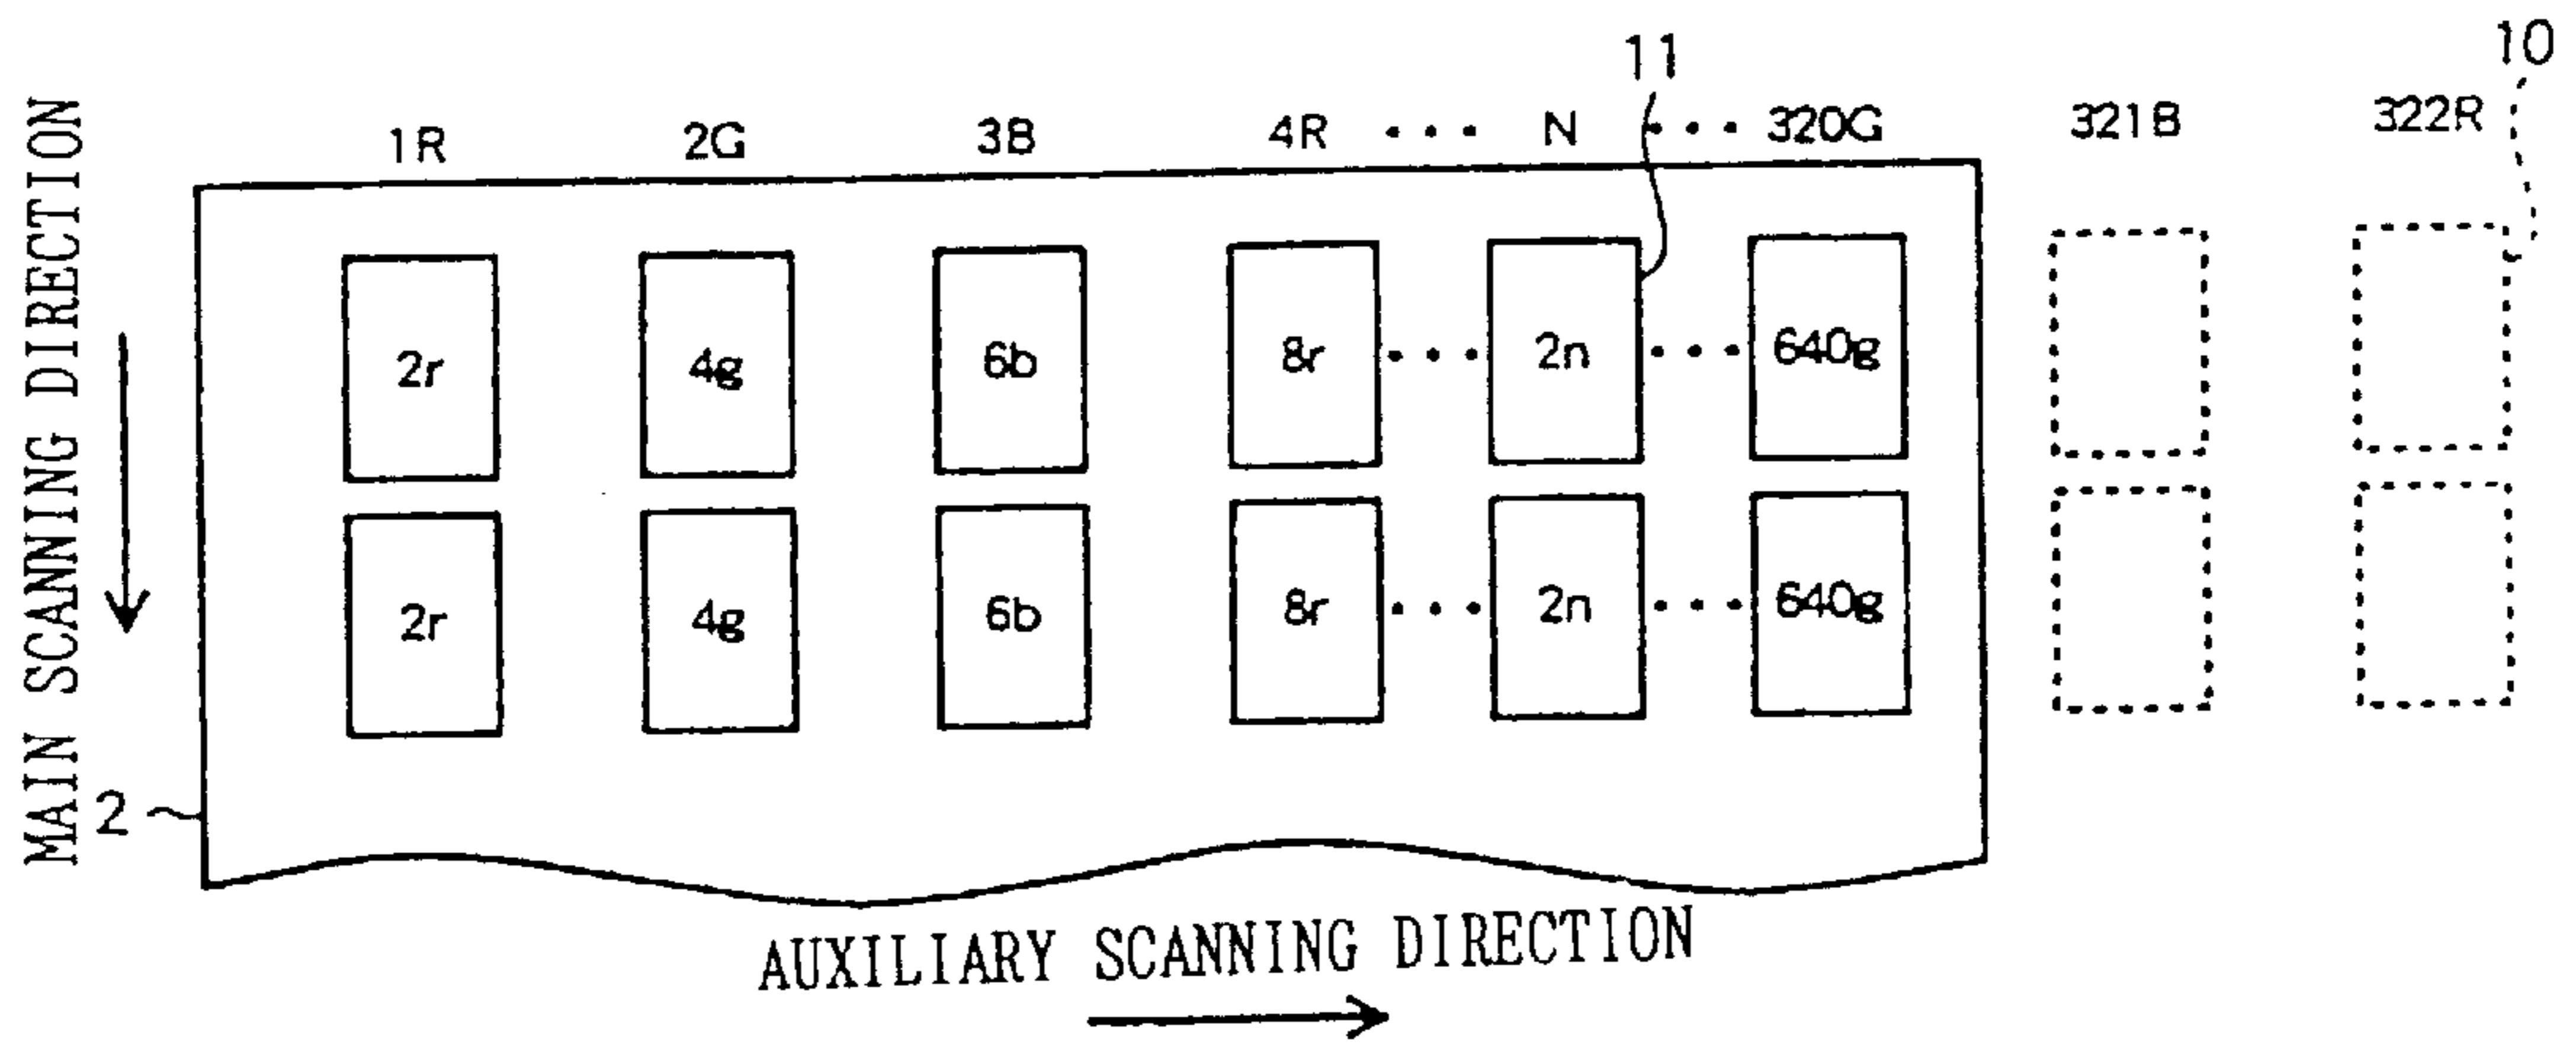 11
10
1R 2G 3B 4R • • • N • • • 320G 321B 322R
MAIN SCANNING DIRECTION
2r 4g 6b 8r • • • 2n • • • 640g
2r 4g 6b 8r • • • 2n • • • 640g
2
AUXILIARY SCANNING DIRECTION